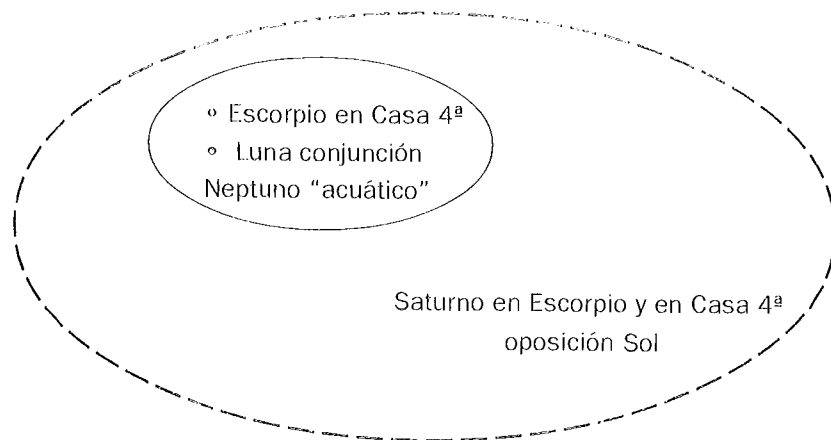 ◦ Escorpio en Casa 4ª
◦ Luna conjunción
Neptuno “acuático”
Saturno en Escorpio y en Casa 4ª
oposición Sol